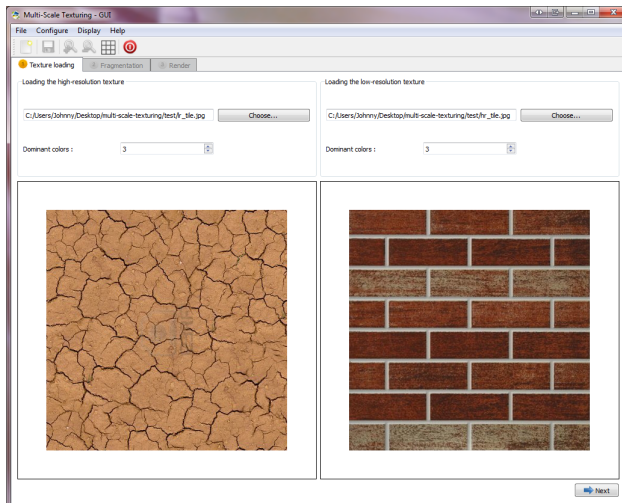 Multi-Scale Texturing - GUI
File Configure Display Help
Texture loading Fragmentation Render
Loading the high-resolution texture
C:/Users/Johnny/Desktop/multi-scale-texturing/test/lr_tile.jpg Choose...
Dominant colors : 3
Loading the low-resolution texture
C:/Users/Johnny/Desktop/multi-scale-texturing/test/hr_tile.jpg Choose...
Dominant colors : 3
Next